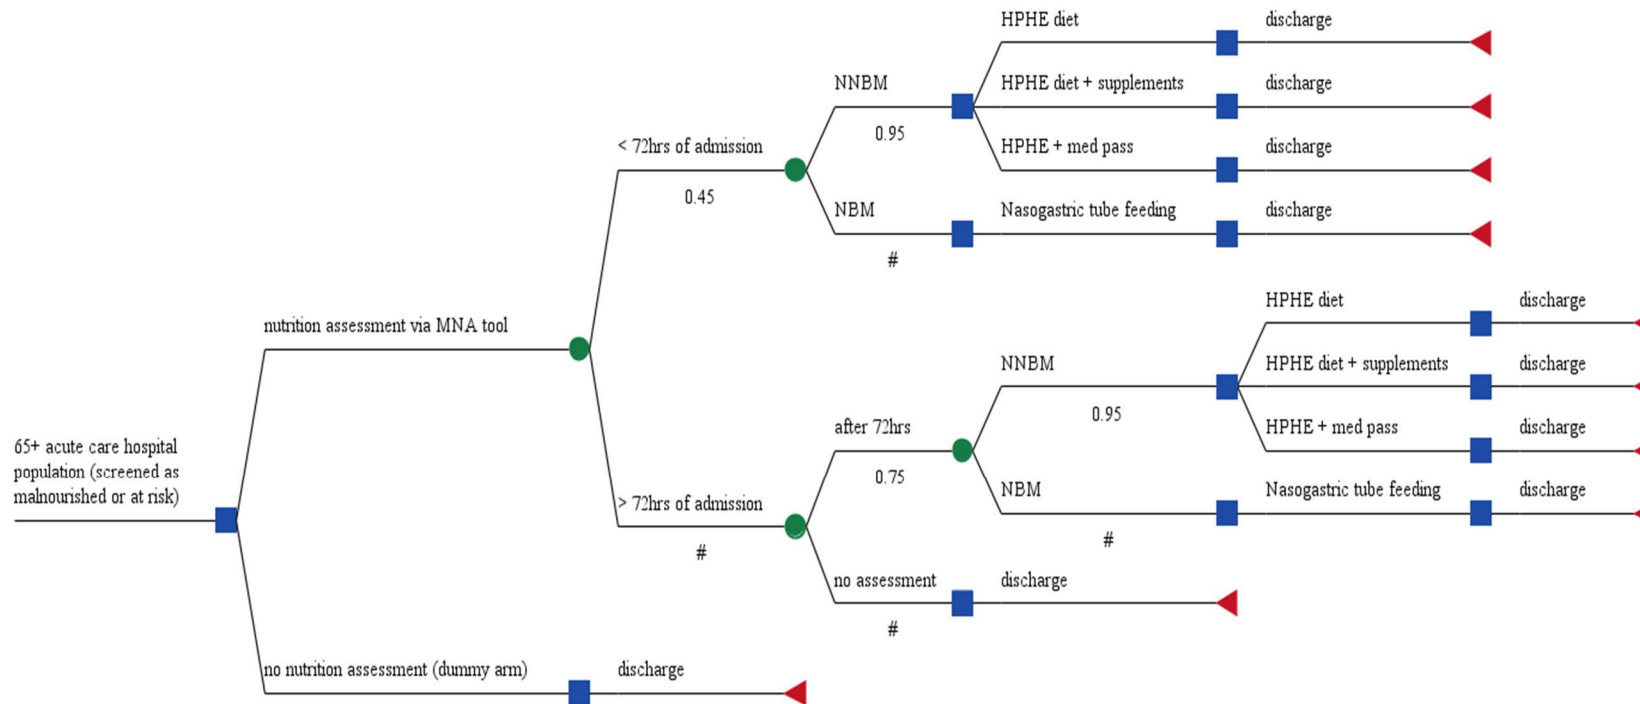 HPHE diet
discharge
NNBM
HPHE diet + supplements
discharge
0.95
< 72hrs of admission
HPHE + med pass
discharge
0.45
NBM
Nasogastric tube feeding
discharge
#
nutrition assessment via MNA tool
HPHE diet
discharge
NNBM
HPHE diet + supplements
discharge
0.95
after 72hrs
HPHE + med pass
discharge
0.75
65+ acute care hospital
population (screened as
malnourished or at risk)
> 72hrs of admission
#
NBM
Nasogastric tube feeding
discharge
#
no assessment
discharge
#
no nutrition assessment (dummy arm)
discharge